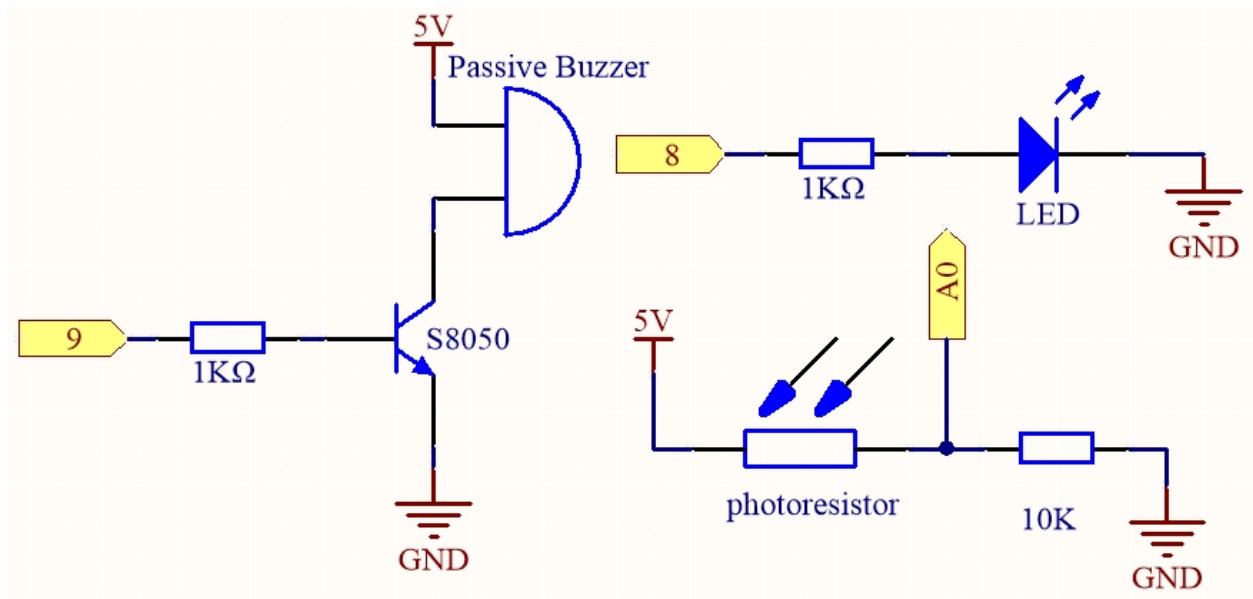 5V
Passive Buzzer
9
1KΩ
S8050
GND
8
1KΩ
LED
GND
A0
5V
photoresistor
10K
GND